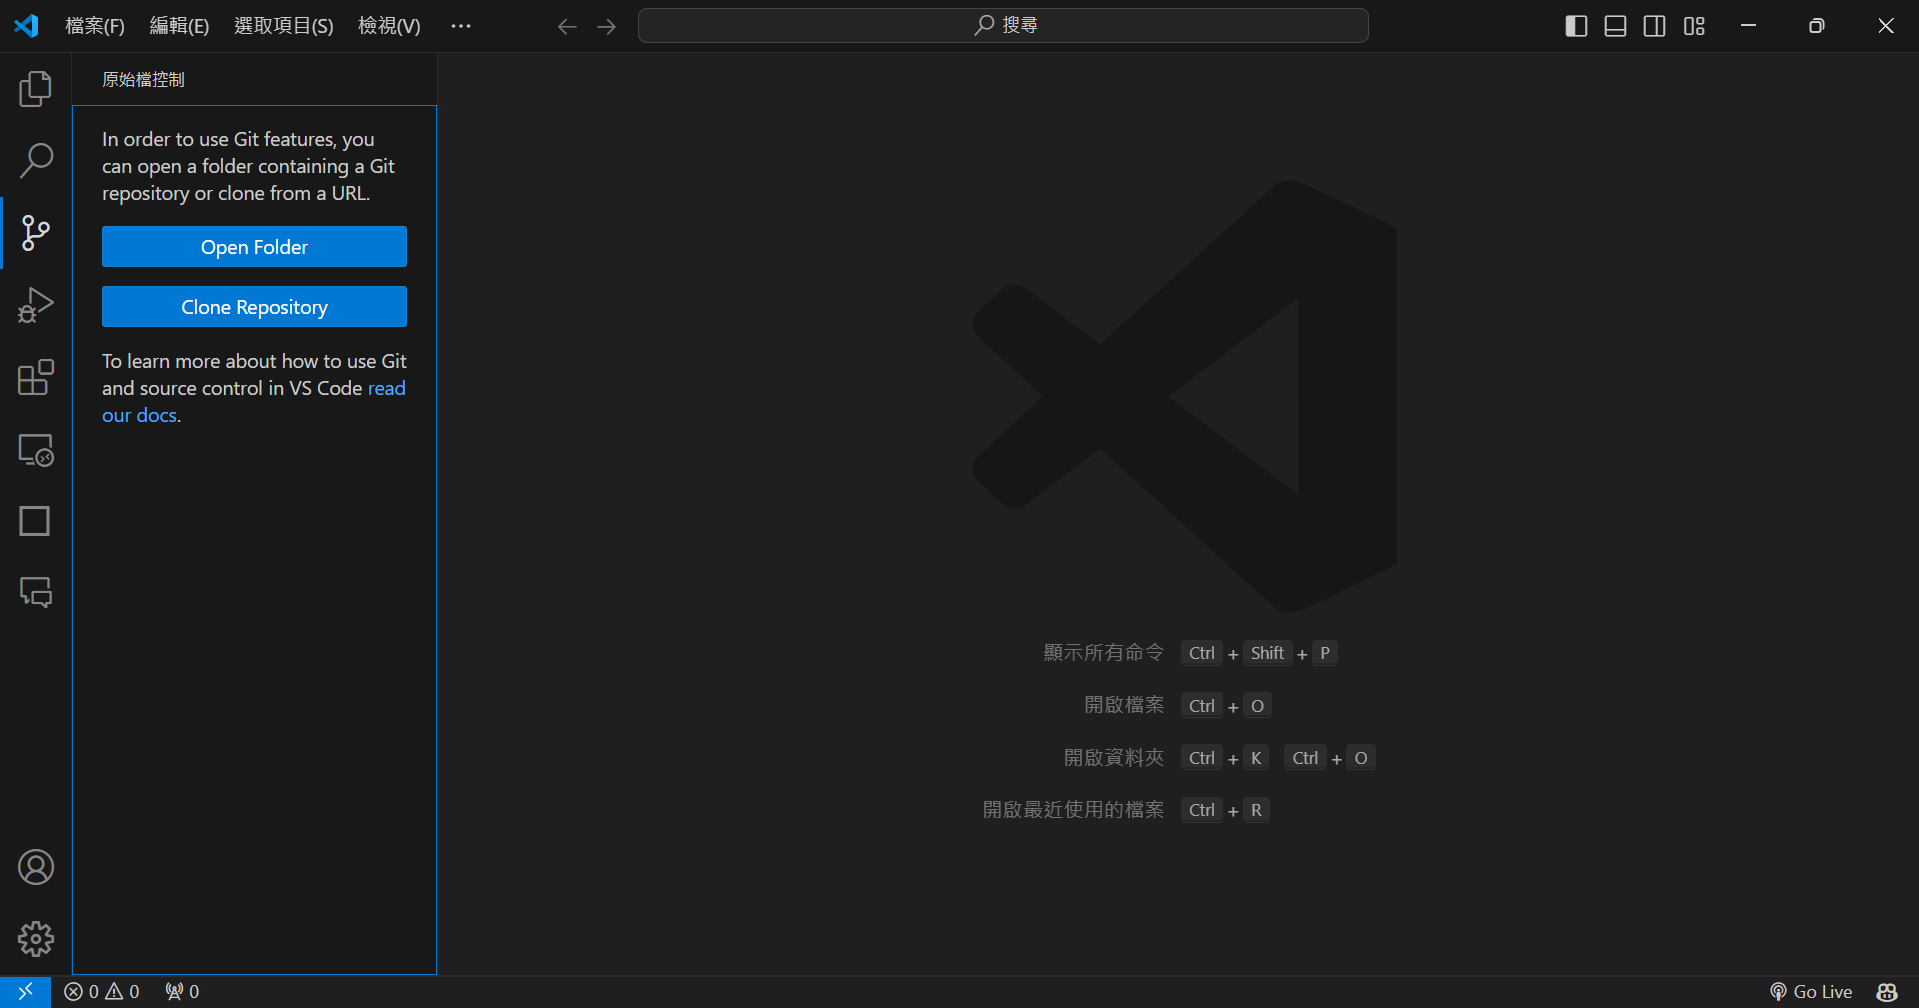 檔案(F) 編輯(E) 選取項目(S) 檢視(V) ··· 搜尋
原始檔控制
In order to use Git features, you
can open a folder containing a Git
repository or clone from a URL.
Open Folder
Clone Repository
To learn more about how to use Git
and source control in VS Code read
our docs.
顯示所有命令 Ctrl + Shift + P
開啟檔案 Ctrl + O
開啟資料夾 Ctrl + K Ctrl + O
開啟最近使用的檔案 Ctrl + R
0 0 0 Go Live